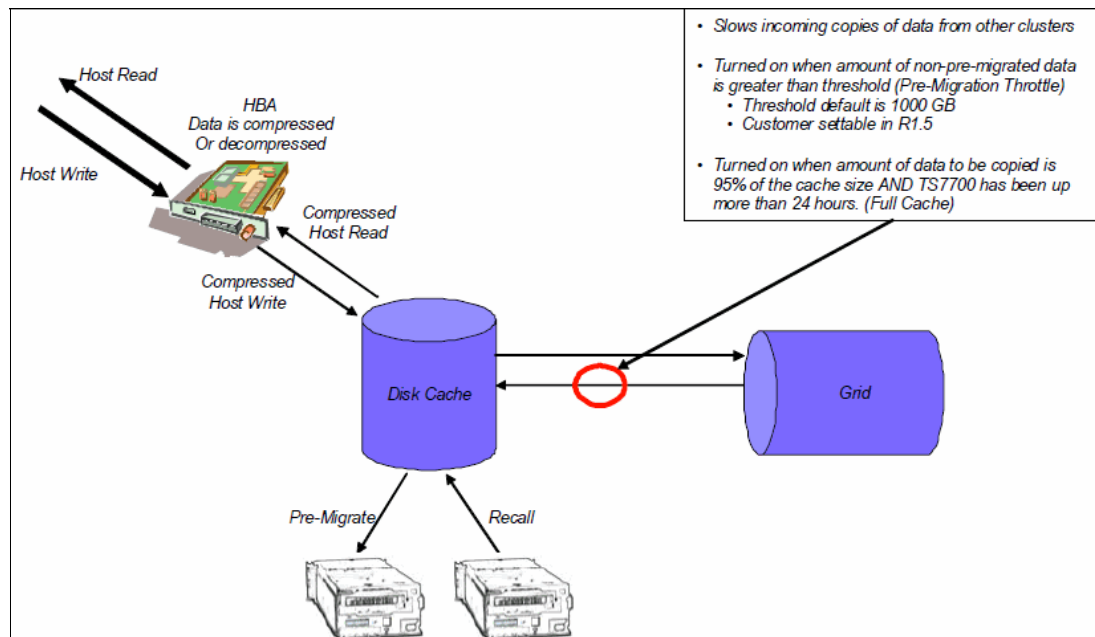 • Slows incoming copies of data from other clusters
• Turned on when amount of non-pre-migrated data
is greater than threshold (Pre-Migration Throttle)
• Threshold default is 1000 GB
• Customer settable in R1.5
• Turned on when amount of data to be copied is
95% of the cache size AND TS7700 has been up
more than 24 hours. (Full Cache)
Host Read
HBA
Data is compressed
Or decompressed
Host Write
Compressed
Host Read
Compressed
Host Write
Disk Cache
Grid
Pre-Migrate
Recall